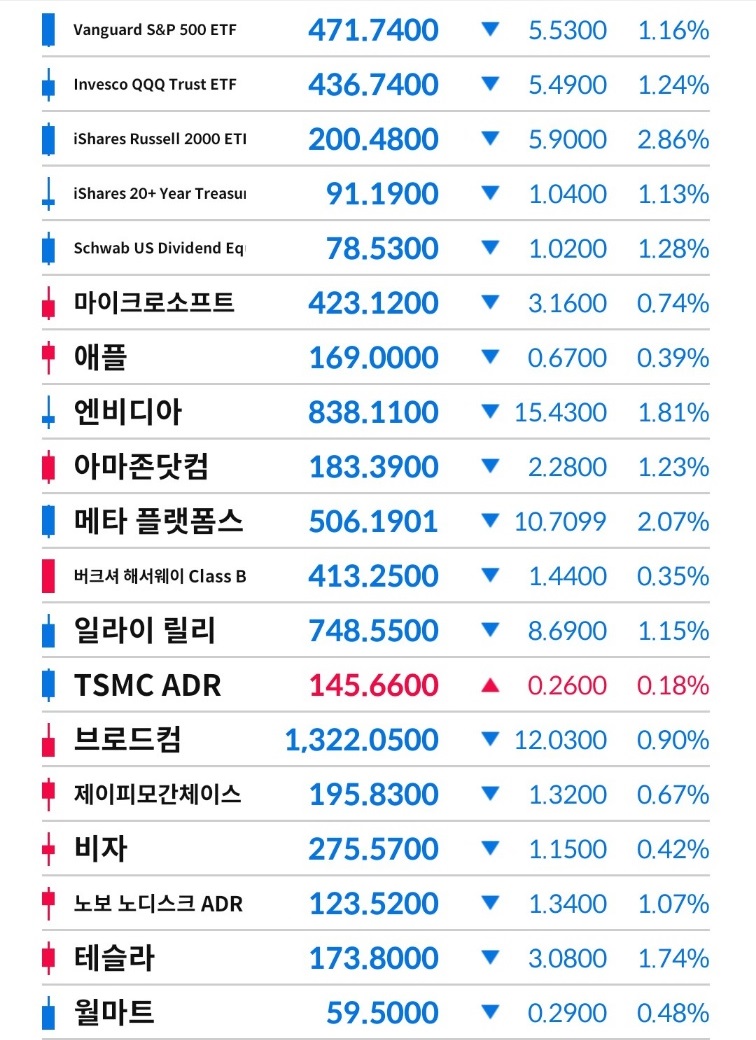 Vanguard S&P 500 ETF 471.7400 ▼ 5.5300 1.16%
Invesco QQQ Trust ETF 436.7400 ▼ 5.4900 1.24%
iShares Russell 2000 ETI 200.4800 ▼ 5.9000 2.86%
iShares 20+ Year Treasur 91.1900 ▼ 1.0400 1.13%
Schwab US Dividend Eq 78.5300 ▼ 1.0200 1.28%
마이크로소프트 423.1200 ▼ 3.1600 0.74%
애플 169.0000 ▼ 0.6700 0.39%
엔비디아 838.1100 ▼ 15.4300 1.81%
아마존닷컴 183.3900 ▼ 2.2800 1.23%
메타 플랫폼스 506.1901 ▼ 10.7099 2.07%
버크셔 해서웨이 Class B 413.2500 ▼ 1.4400 0.35%
일라이 릴리 748.5500 ▼ 8.6900 1.15%
TSMC ADR 145.6600 ▲ 0.2600 0.18%
브로드컴 1,322.0500 ▼ 12.0300 0.90%
제이피모간체이스 195.8300 ▼ 1.3200 0.67%
비자 275.5700 ▼ 1.1500 0.42%
노보 노디스크 ADR 123.5200 ▼ 1.3400 1.07%
테슬라 173.8000 ▼ 3.0800 1.74%
월마트 59.5000 ▼ 0.2900 0.48%